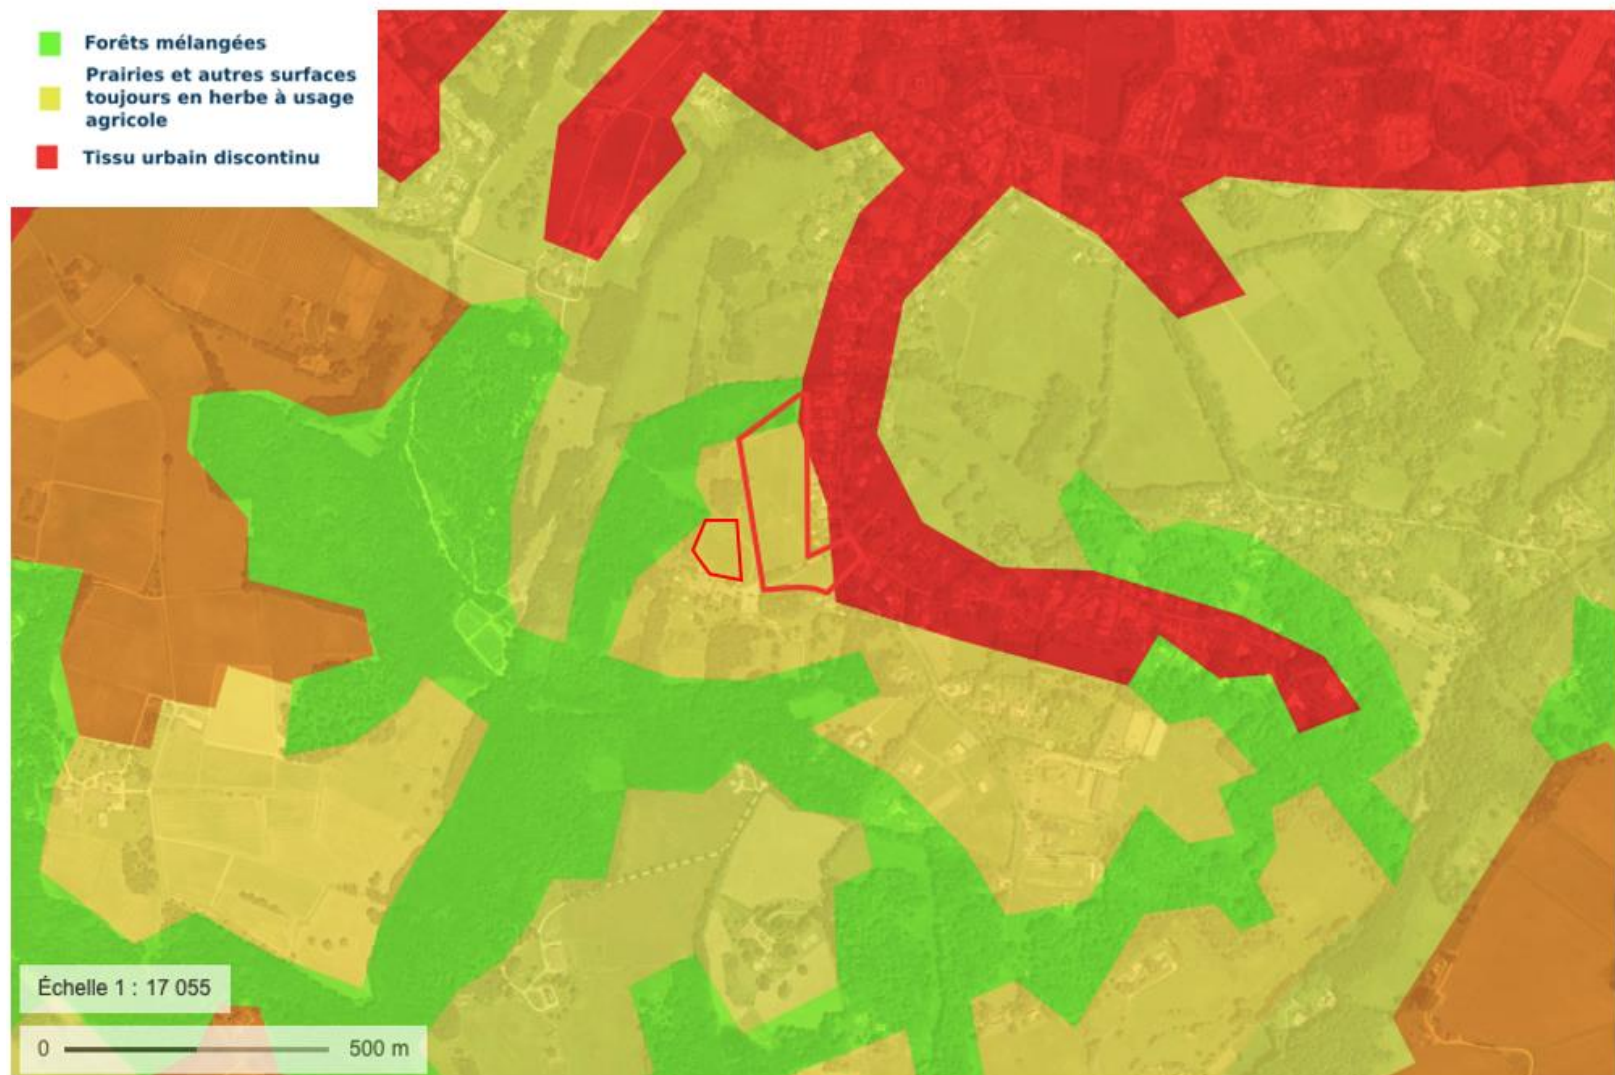 Forêts mélangées
Prairies et autres surfaces
toujours en herbe à usage
agricole
Tissu urbain discontinu
Échelle 1 : 17 055
0 500 m